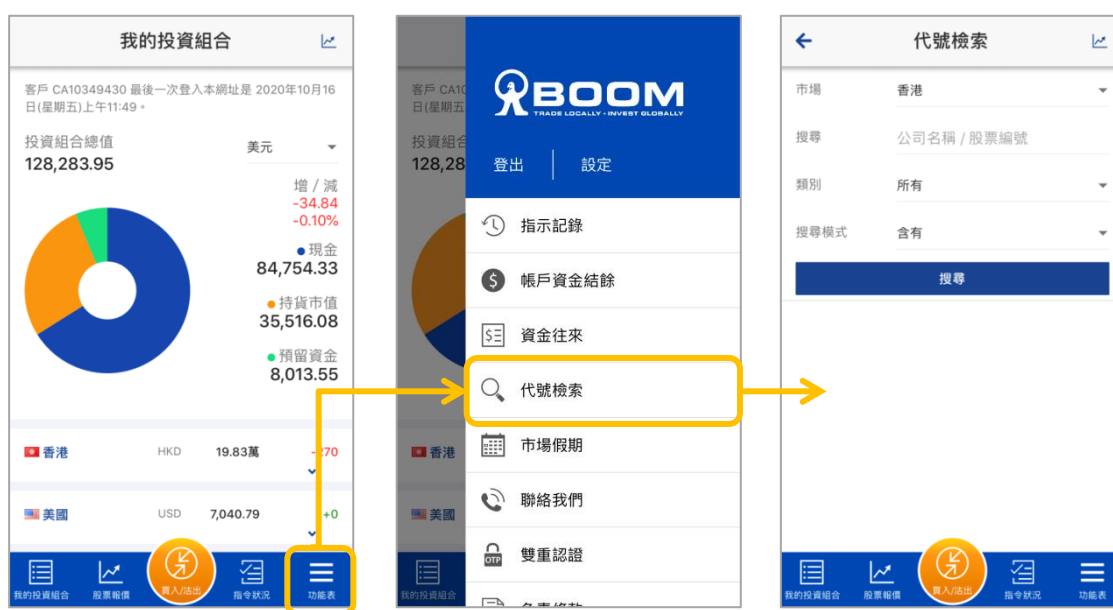 我的投資組合
客戶 CA10349430 最後一次登入本網址是 2020年10月16
日(星期五)上午11:49。
投資組合總值
128,283.95
美元
增 / 減
-34.84
-0.10%
現金
84,754.33
持貨市值
35,516.08
預留資金
8,013.55
香港 HKD 19.83萬 -270
美國 USD 7,040.79 +0
我的投資組合 股票報價 買入/沽出 指令狀況 功能表
客戶 CA10
日(星期五
投資組合
128,28
香港
美國
我的投資組合
BOOM
TRADE LOCALLY · INVEST GLOBALLY
登出 設定
指示記錄
帳戶資金結餘
資金往來
代號檢索
市場假期
聯絡我們
OTP 雙重認證
代號檢索
市場 香港
搜尋 公司名稱 / 股票編號
類別 所有
搜尋模式 含有
搜尋
我的投資組合 股票報價 買入/沽出 指令狀況 功能表